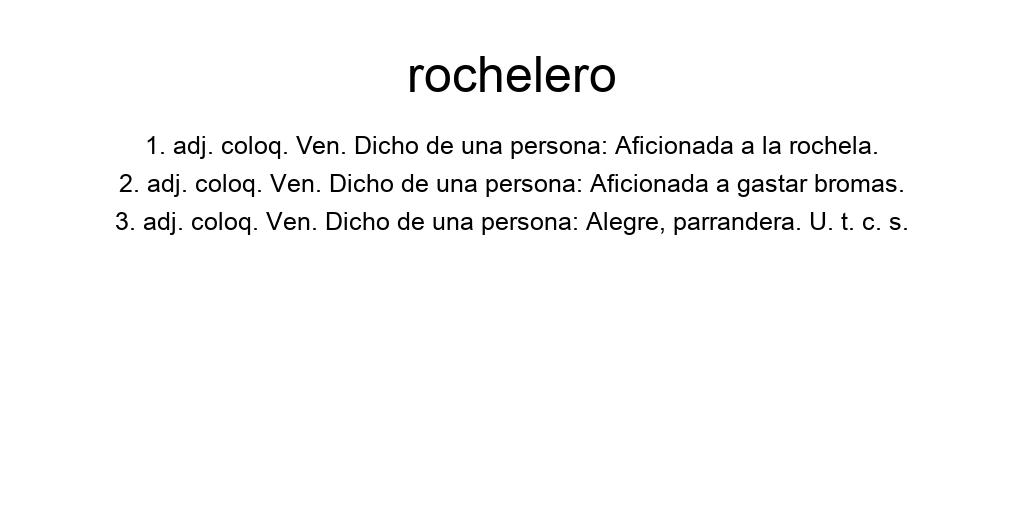 rochelero
1. adj. coloq. Ven. Dicho de una persona: Aficionada a la rochela.
2. adj. coloq. Ven. Dicho de una persona: Aficionada a gastar bromas.
3. adj. coloq. Ven. Dicho de una persona: Alegre, parrandera. U. t. c. s.